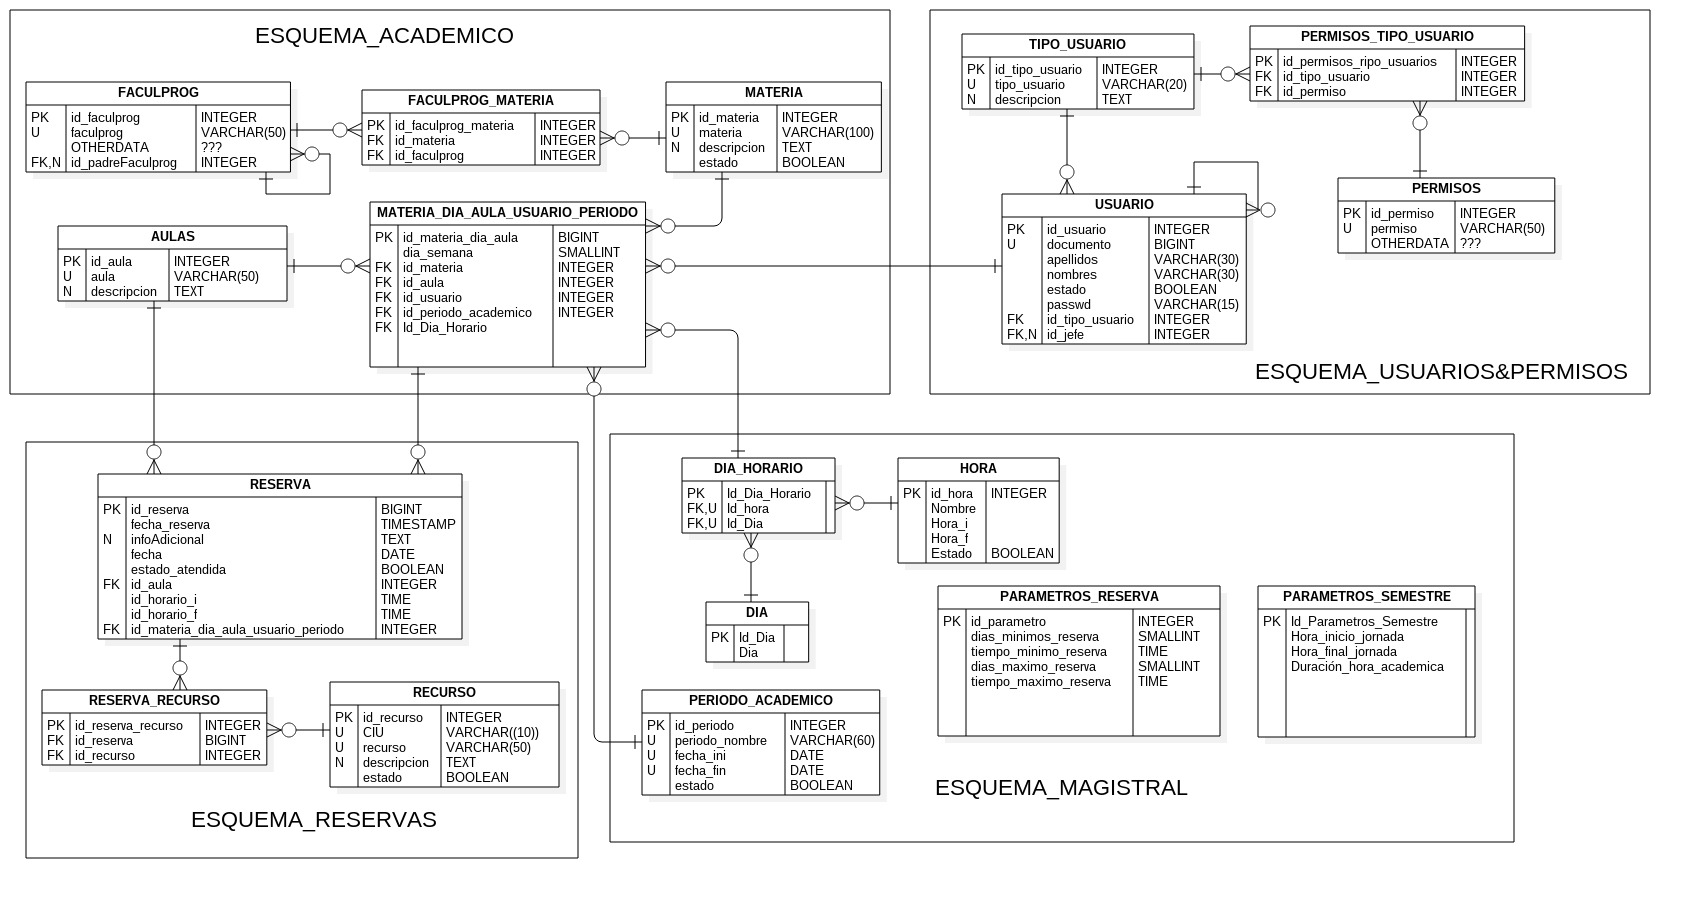 ESQUEMA_ACADEMICO
FACULPROG
PK id_faculprog INTEGER
U faculprog VARCHAR(50)
OTHERDATA ???
FK,N id_padreFaculprog INTEGER
FACULPROG_MATERIA
PK id_faculprog_materia INTEGER
FK id_materia INTEGER
FK id_faculprog INTEGER
MATERIA
PK id_materia INTEGER
U materia VARCHAR(100)
N descripcion TEXT
estado BOOLEAN
AULAS
PK id_aula INTEGER
U aula VARCHAR(50)
N descripcion TEXT
MATERIA_DIA_AULA_USUARIO_PERIODO
PK id_materia_dia_aula BIGINT
dia_semana SMALLINT
FK id_materia INTEGER
FK id_aula INTEGER
FK id_usuario INTEGER
FK id_periodo_academico INTEGER
FK Id_Dia_Horario
TIPO_USUARIO
PK id_tipo_usuario INTEGER
U tipo_usuario VARCHAR(20)
N descripcion TEXT
PERMISOS_TIPO_USUARIO
PK id_permisos_ripo_usuarios INTEGER
FK id_tipo_usuario INTEGER
FK id_permiso INTEGER
USUARIO
PK id_usuario INTEGER
U documento BIGINT
apellidos VARCHAR(30)
nombres VARCHAR(30)
estado BOOLEAN
passwd VARCHAR(15)
FK id_tipo_usuario INTEGER
FK,N id_jefe INTEGER
PERMISOS
PK id_permiso INTEGER
U permiso VARCHAR(50)
OTHERDATA ???
ESQUEMA_USUARIOS&PERMISOS
RESERVA
PK id_reserva BIGINT
fecha_reserva TIMESTAMP
N infoAdicional TEXT
fecha DATE
estado_atendida BOOLEAN
FK id_aula INTEGER
id_horario_i TIME
id_horario_f TIME
FK id_materia_dia_aula_usuario_periodo INTEGER
RESERVA_RECURSO
PK id_reserva_recurso INTEGER
FK id_reserva BIGINT
FK id_recurso INTEGER
RECURSO
PK id_recurso INTEGER
U CIU VARCHAR((10))
U recurso VARCHAR(50)
N descripcion TEXT
estado BOOLEAN
ESQUEMA_RESERVAS
DIA_HORARIO
PK Id_Dia_Horario
FK,U Id_hora
FK,U Id_Dia
HORA
PK id_hora INTEGER
Nombre
Hora_i
Hora_f
Estado BOOLEAN
DIA
PK Id_Dia
Dia
PARAMETROS_RESERVA
PK id_parametro INTEGER
dias_minimos_reserva SMALLINT
tiempo_minimo_reserva TIME
dias_maximo_reserva SMALLINT
tiempo_maximo_reserva TIME
PARAMETROS_SEMESTRE
PK Id_Parametros_Semestre
Hora_inicio_jornada
Hora_final_jornada
Duración_hora_academica
PERIODO_ACADEMICO
PK id_periodo INTEGER
U periodo_nombre VARCHAR(60)
U fecha_ini DATE
U fecha_fin DATE
estado BOOLEAN
ESQUEMA_MAGISTRAL